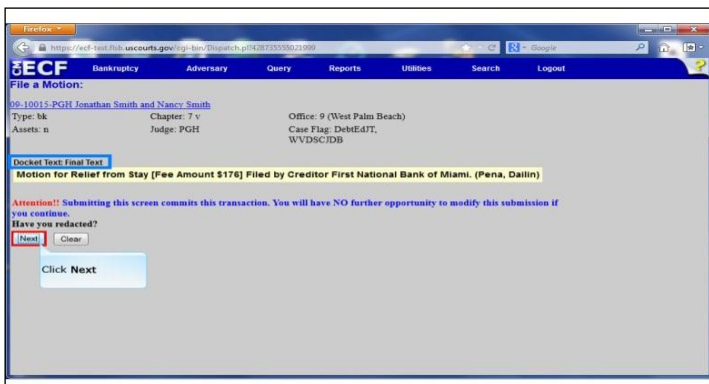 Firefox
https://ecf-test.flsb.uscourts.gov/cgi-bin/Dispatch.pl?428735555021999
Google
ECF Bankruptcy Adversary Query Reports Utilities Search Logout ?
File a Motion:
09-10015-PGH Jonathan Smith and Nancy Smith
Type: bk Chapter: 7 v Office: 9 (West Palm Beach)
Assets: n Judge: PGH Case Flag: DebtEdJT,
WVDSCJDB
Docket Text: Final Text
Motion for Relief from Stay [Fee Amount $176] Filed by Creditor First National Bank of Miami. (Pena, Dailin)
Attention!! Submitting this screen commits this transaction. You will have NO further opportunity to modify this submission if
you continue.
Have you redacted?
Next Clear
Click Next